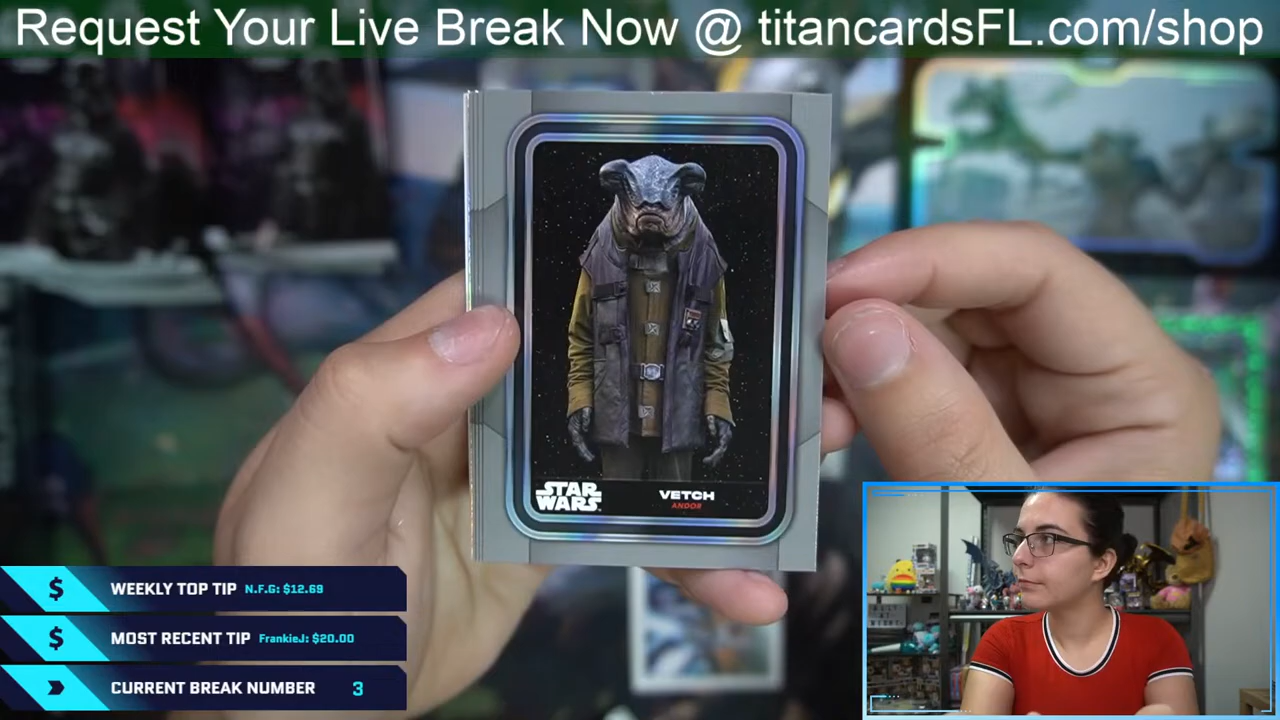 Request Your Live Break Now @ titancardsFL.com/shop
STAR
WARS
VETCH
ANDOR
WEEKLY TOP TIP N.F.G: $12.69
MOST RECENT TIP FrankieJ: $20.00
CURRENT BREAK NUMBER 3